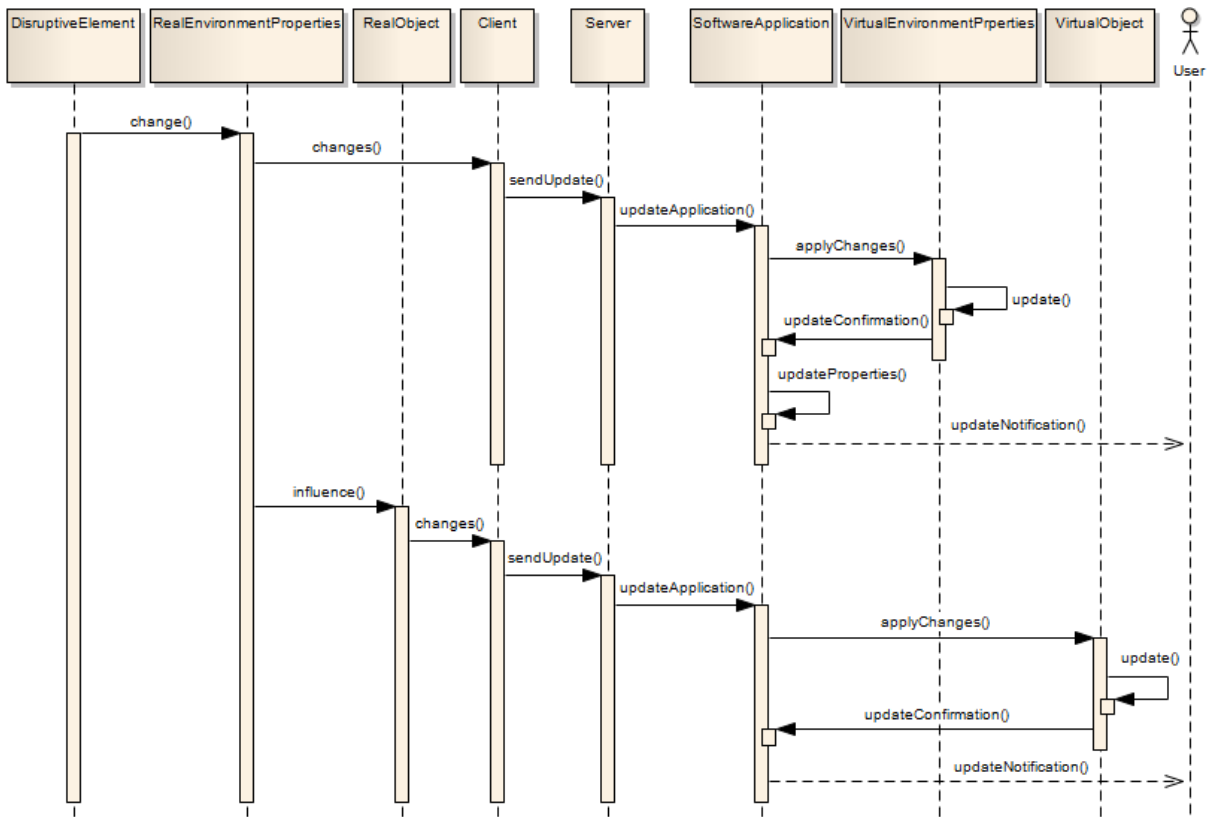 DisruptiveElement
RealEnvironmentProperties
RealObject
Client
Server
SoftwareApplication
VirtualEnvironmentPrperties
VirtualObject
User
change()
changes()
sendUpdate()
updateApplication()
applyChanges()
update()
updateConfirmation()
updateProperties()
updateNotification()
influence()
changes()
sendUpdate()
updateApplication()
applyChanges()
update()
updateConfirmation()
updateNotification()